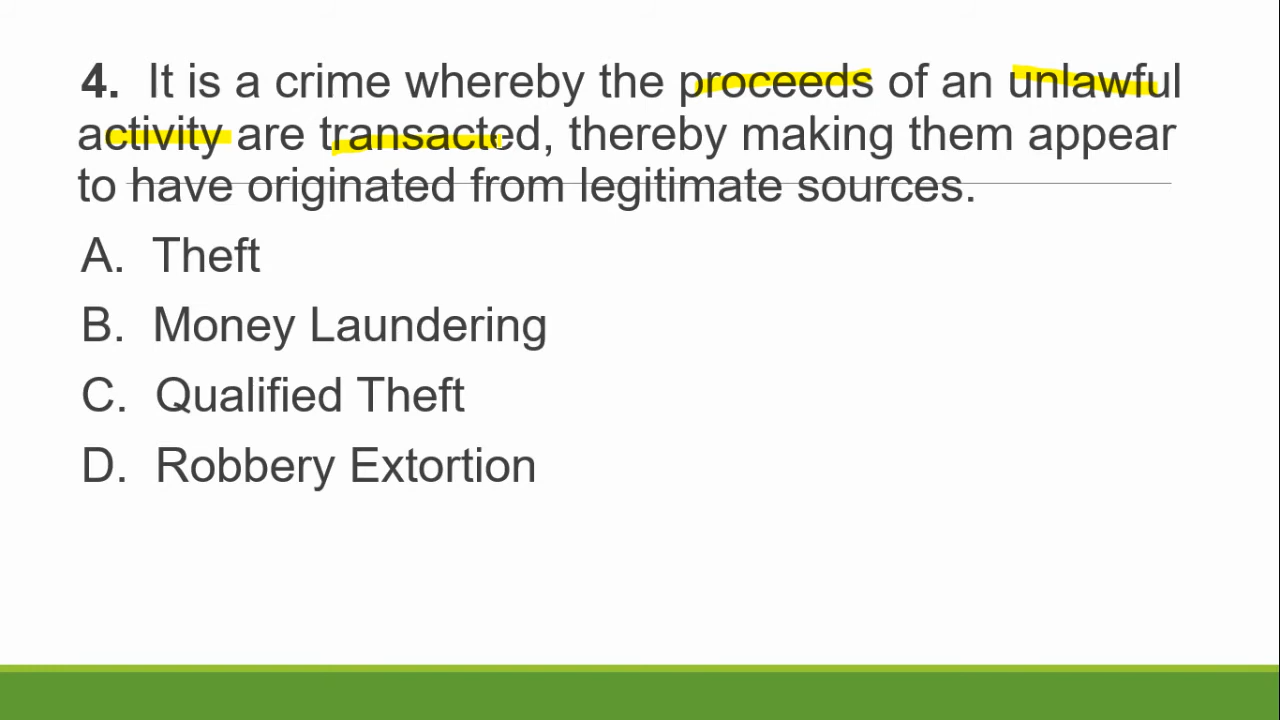 4. It is a crime whereby the proceeds of an unlawful
activity are transacted, thereby making them appear
to have originated from legitimate sources.
A. Theft
B. Money Laundering
C. Qualified Theft
D. Robbery Extortion